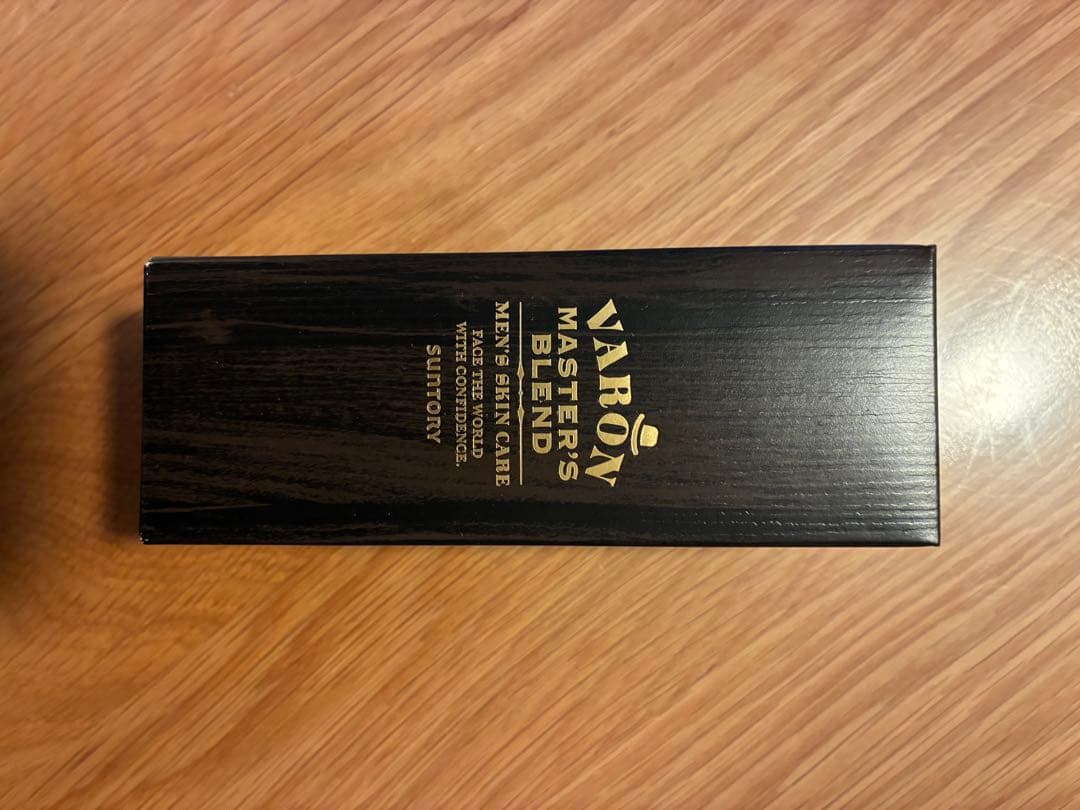 VARON
MASTER'S
BLEND
MEN'S SKIN CARE
FACE THE WORLD
WITH CONFIDENCE.
SUNTORY